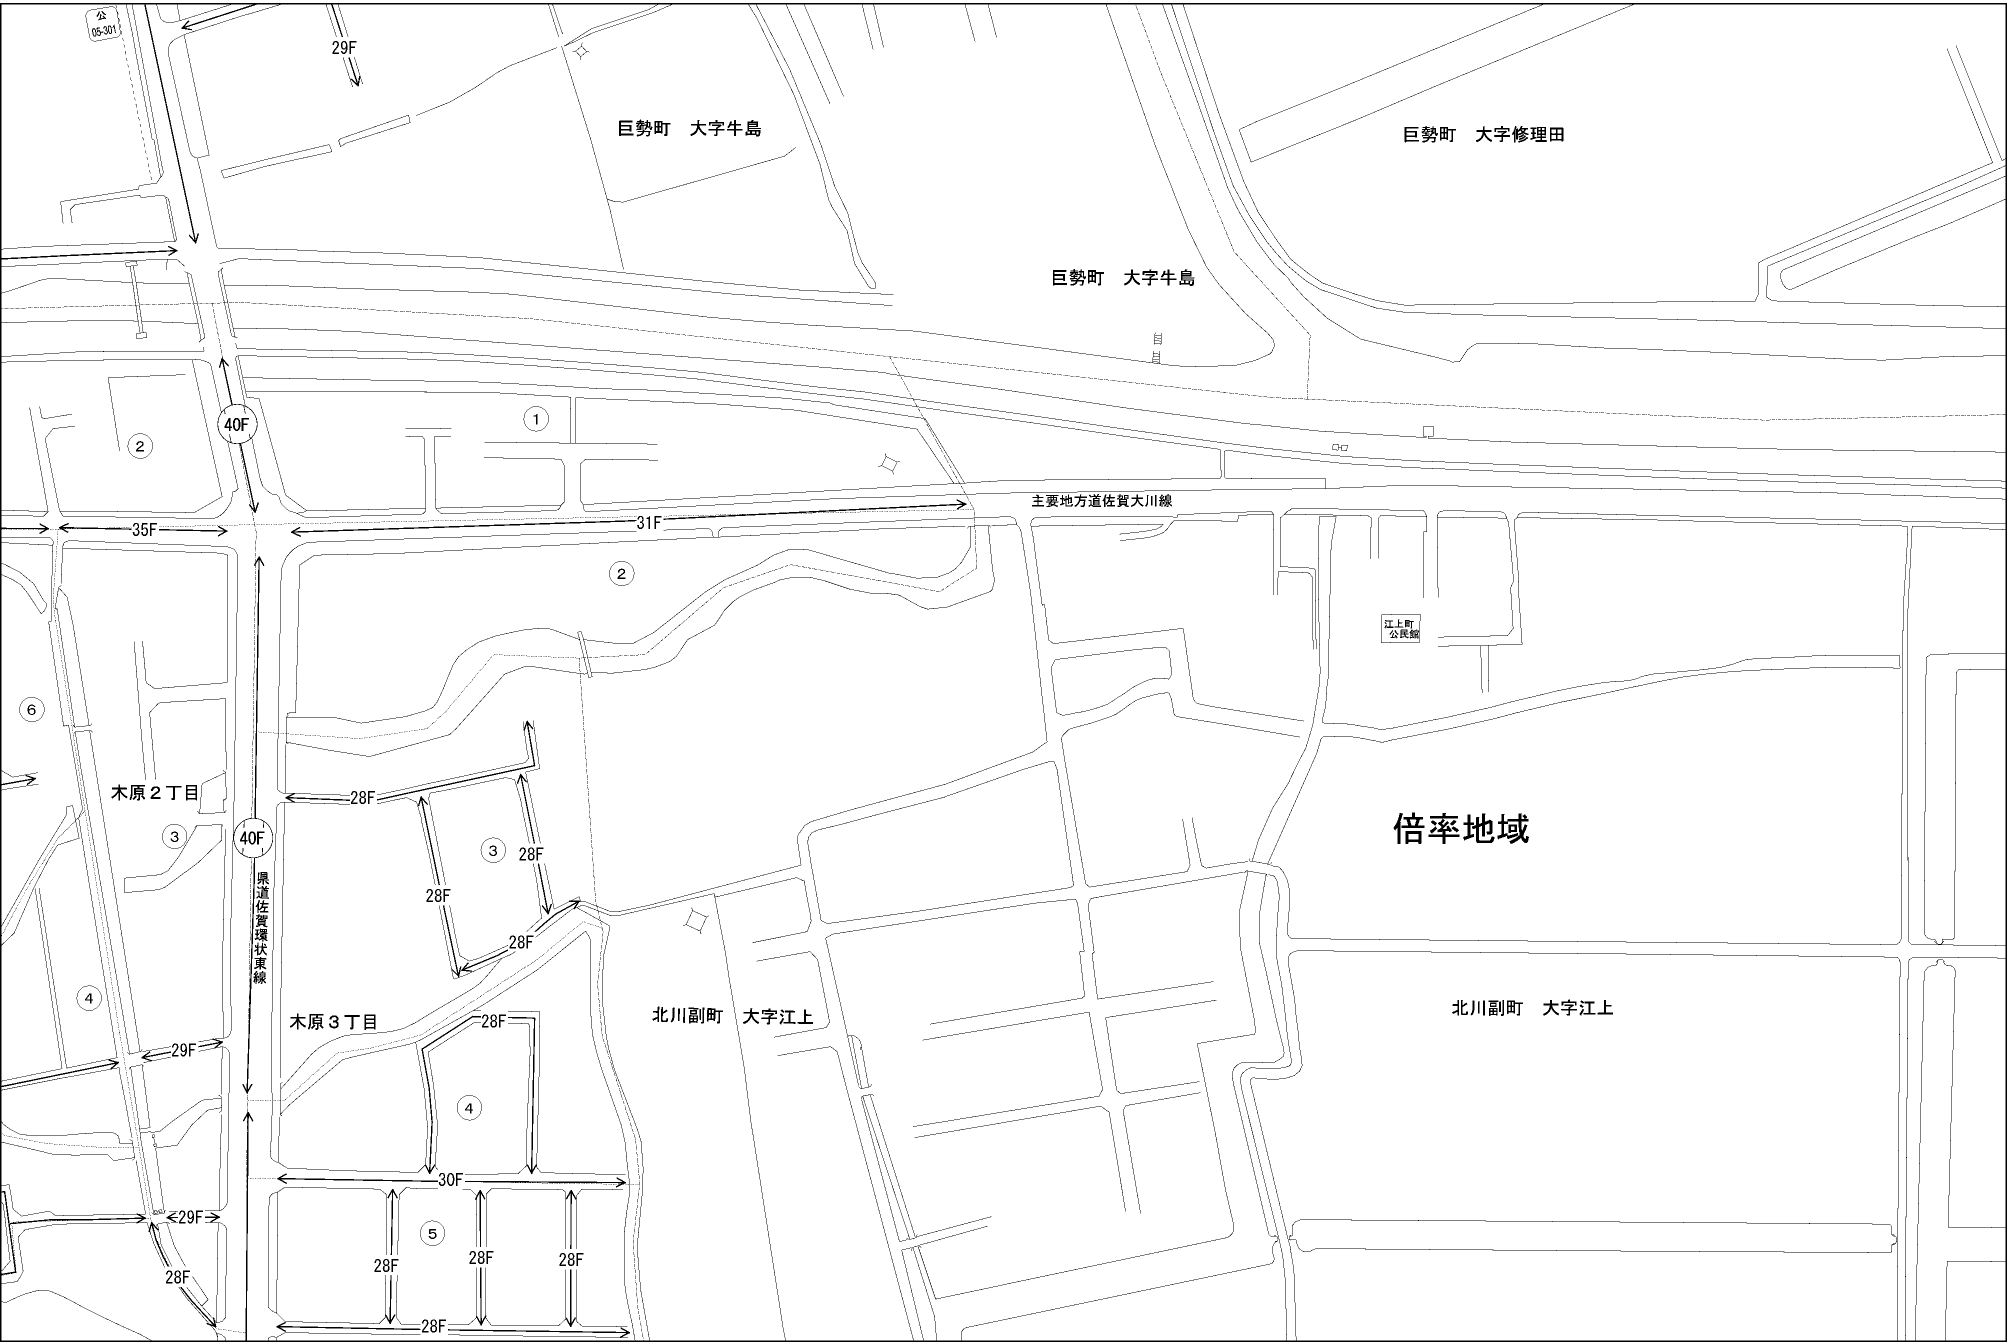 公
05-301
29F
巨勢町　大字牛島
巨勢町　大字修理田
巨勢町　大字牛島
40F
①
②
主要地方道佐賀大川線
35F
31F
②
江上町
公民館
⑥
木原２丁目
28F
倍率地域
③
40F
③
28F
28F
県道佐賀環状東線
28F
④
木原３丁目
28F
北川副町　大字江上
北川副町　大字江上
29F
④
30F
29F
⑤
28F
28F
28F
28F
28F